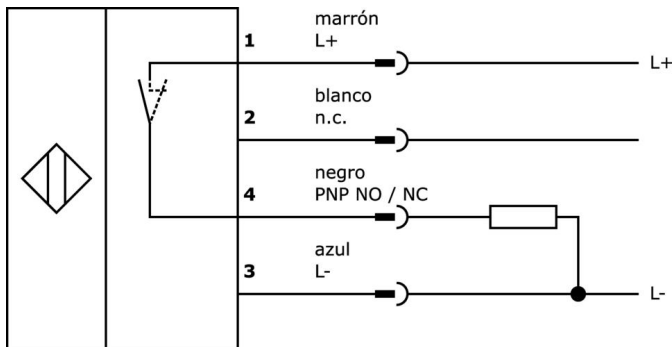 marrón
1 L+
L+
blanco
2 n.c.
negro
4 PNP NO / NC
azul
3 L-
L-